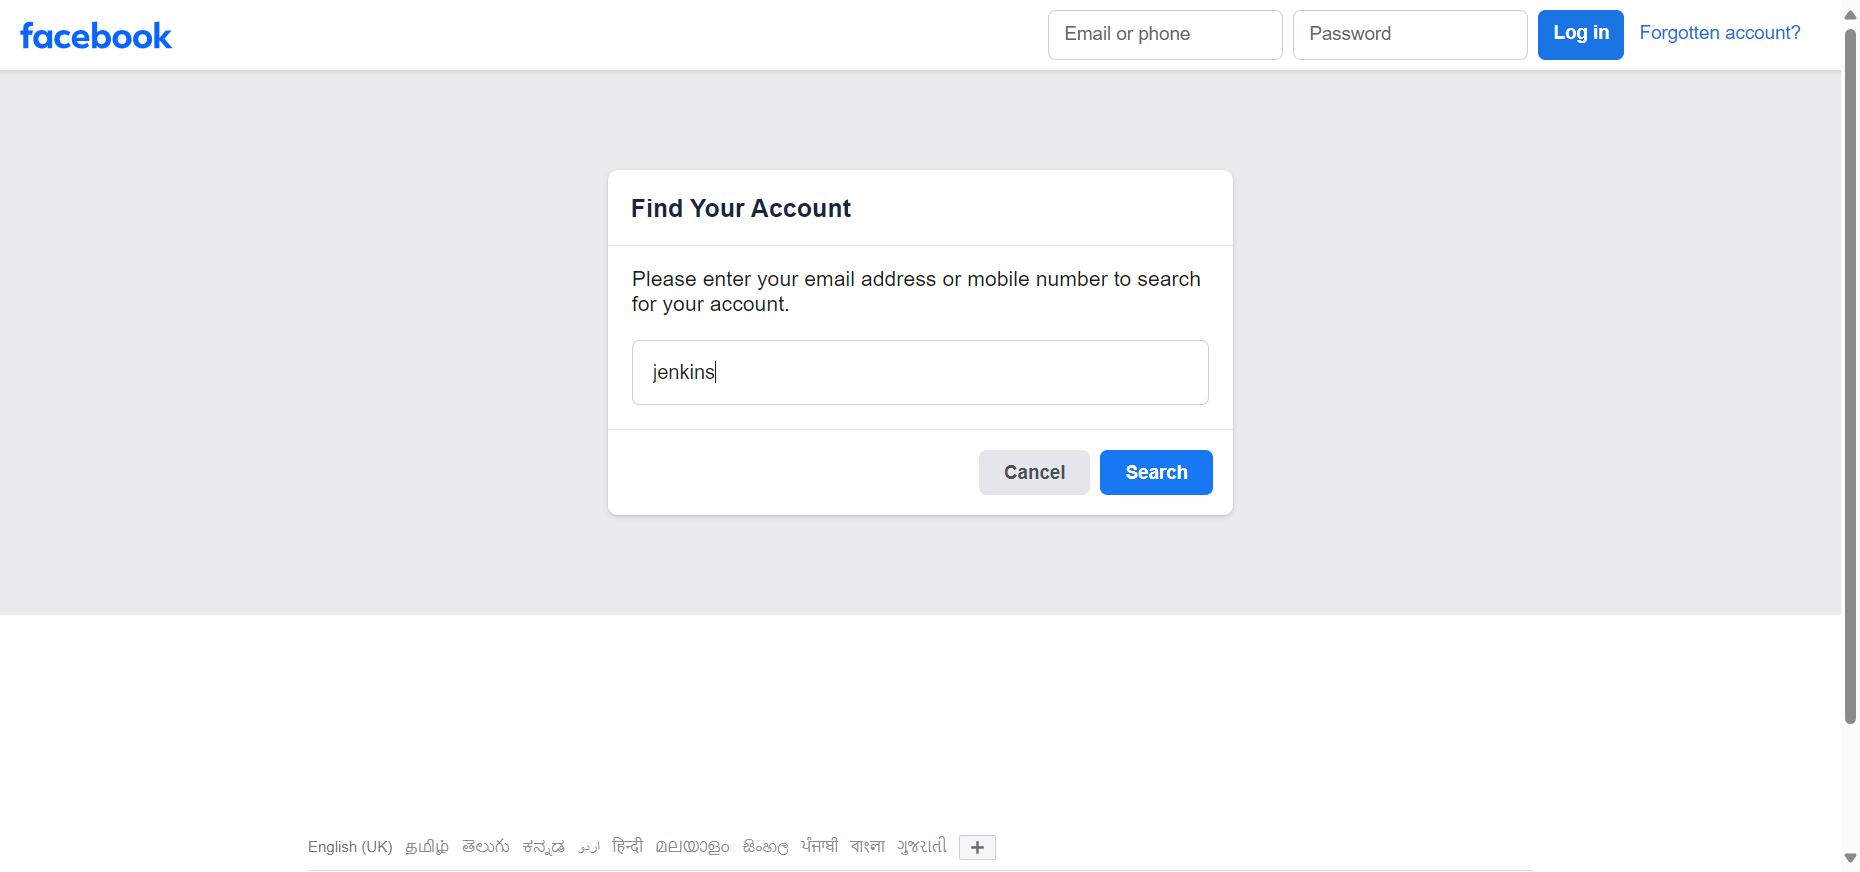 facebook
Email or phone
Password
Log in
Forgotten account?
Find Your Account
Please enter your email address or mobile number to search
for your account.
jenkins
Cancel
Search
English (UK) தமிழ் తెలుగు ಕನ್ನಡ اردو हिन्दी മലയാളം සිංහල ਪੰਜਾਬੀ বাংলা ગુજરાતી +